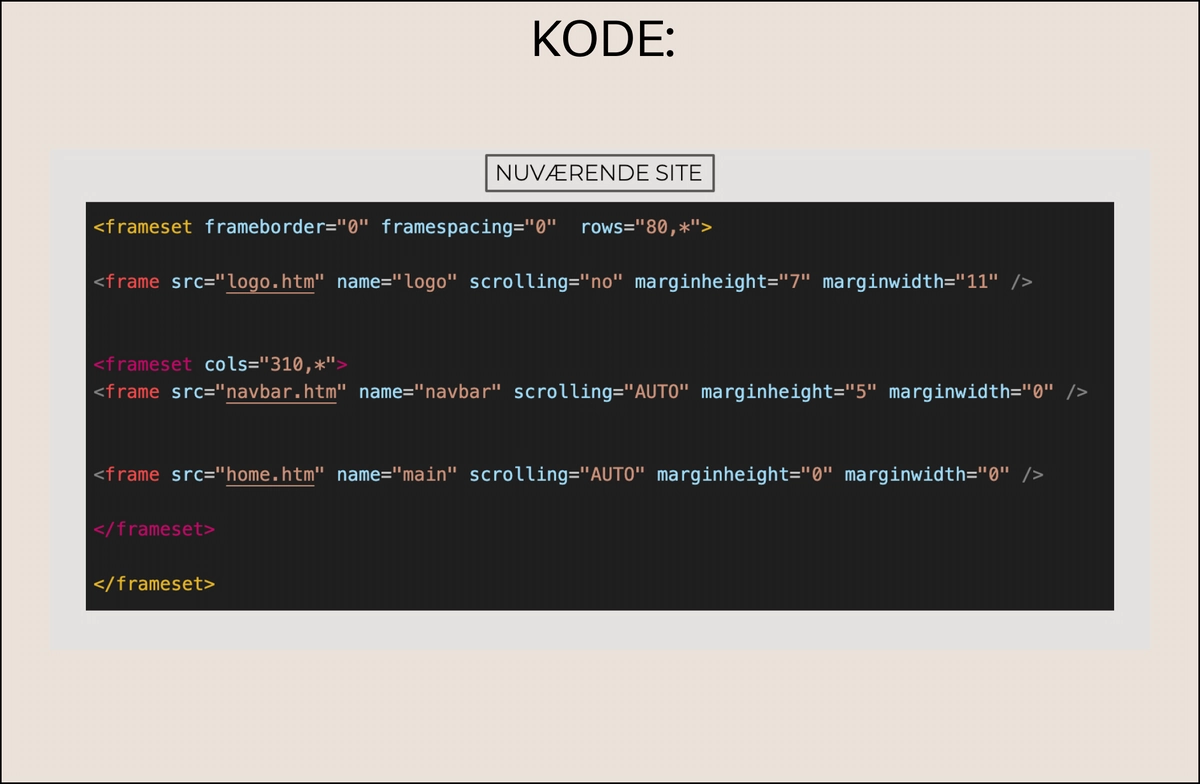 KODE:
NUVÆRENDE SITE
<frameset frameborder="0" framespacing="0"  rows="80,*">
<frame src="logo.htm" name="logo" scrolling="no" marginheight="7" marginwidth="11" />
<frameset cols="310,*">
<frame src="navbar.htm" name="navbar" scrolling="AUTO" marginheight="5" marginwidth="0" />
<frame src="home.htm" name="main" scrolling="AUTO" marginheight="0" marginwidth="0" />
</frameset>
</frameset>